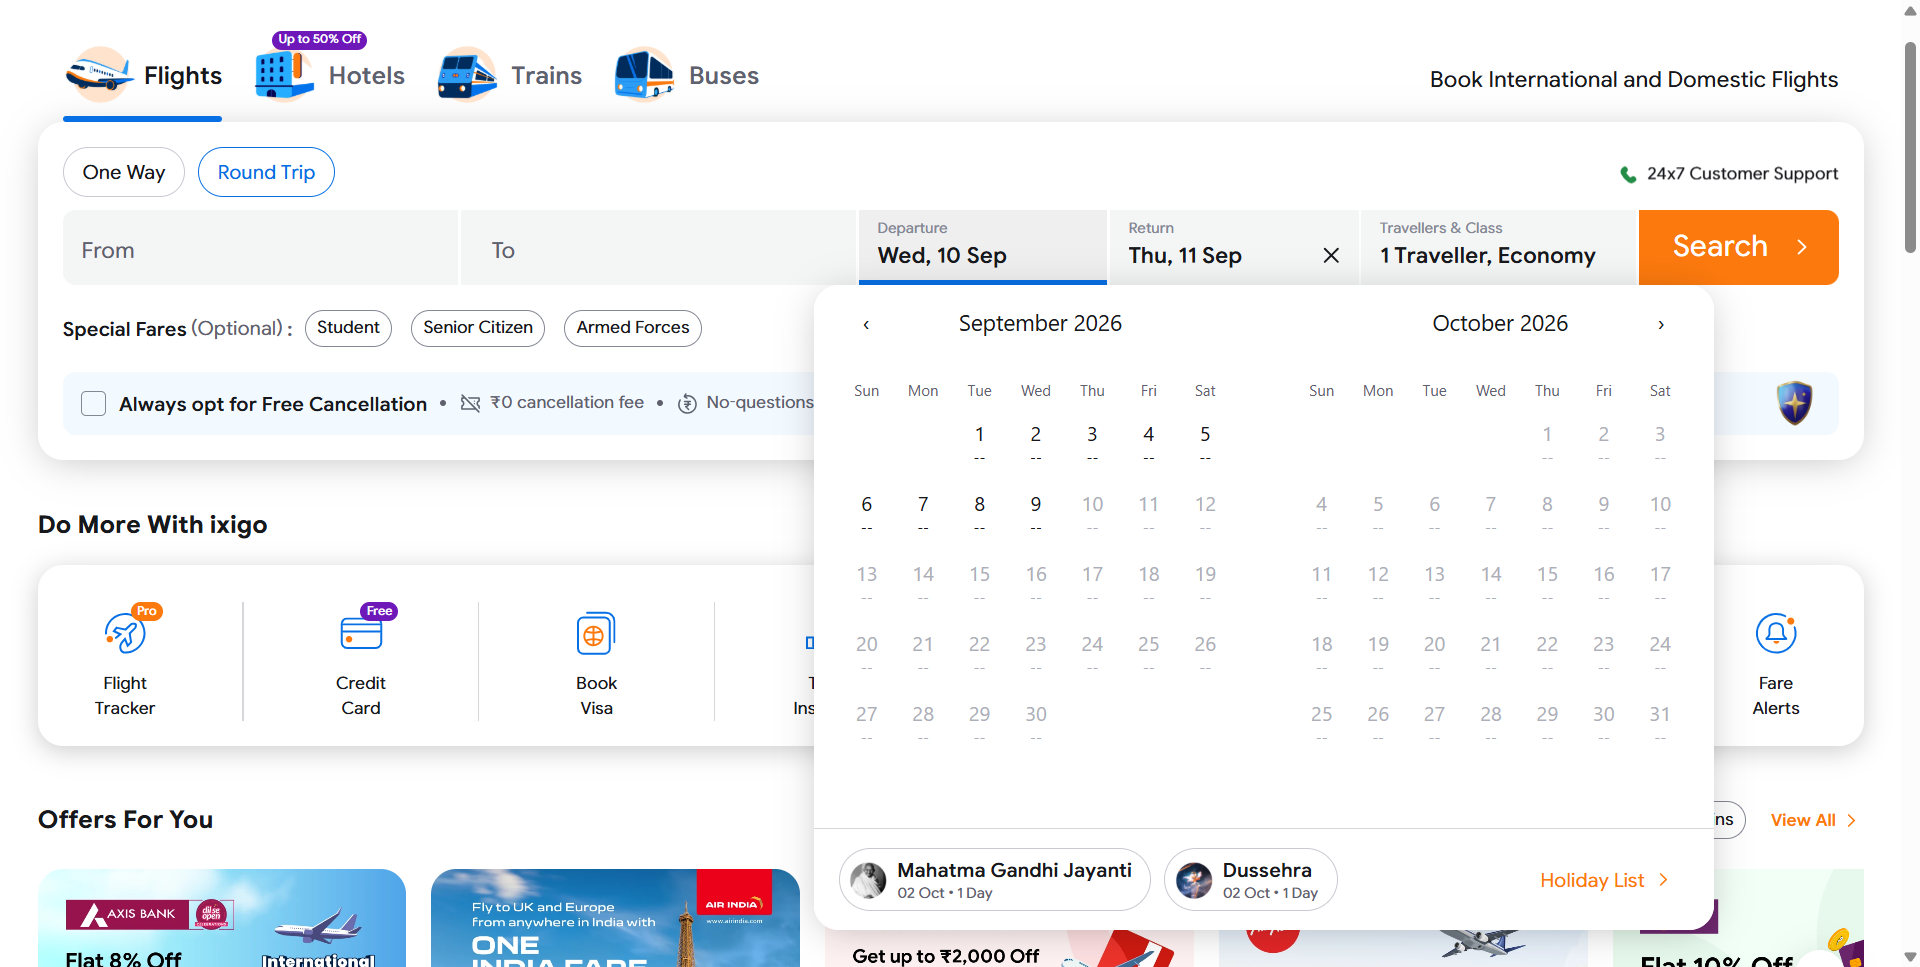 Up to 50% Off
Flights
Hotels
Trains
Buses
Book International and Domestic Flights
One Way
Round Trip
24x7 Customer Support
From
To
Departure
Wed, 10 Sep
Return
Thu, 11 Sep
Travellers & Class
1 Traveller, Economy
Search
Special Fares (Optional) :
Student
Senior Citizen
Armed Forces
Always opt for Free Cancellation • ₹0 cancellation fee • No-questions
September 2026
Sun Mon Tue Wed Thu Fri Sat
1 2 3 4 5
-- -- -- -- --
6 7 8 9 10 11 12
-- -- -- -- -- -- --
13 14 15 16 17 18 19
-- -- -- -- -- -- --
20 21 22 23 24 25 26
-- -- -- -- -- -- --
27 28 29 30
-- -- -- --
October 2026
Sun Mon Tue Wed Thu Fri Sat
1 2 3
-- -- --
4 5 6 7 8 9 10
-- -- -- -- -- -- --
11 12 13 14 15 16 17
-- -- -- -- -- -- --
18 19 20 21 22 23 24
-- -- -- -- -- -- --
25 26 27 28 29 30 31
-- -- -- -- -- -- --
Mahatma Gandhi Jayanti
02 Oct • 1 Day
Dussehra
02 Oct • 1 Day
Holiday List
Do More With ixigo
Pro
Flight
Tracker
Free
Credit
Card
Book
Visa
T
Ins
Fare
Alerts
Offers For You
ns
View All
AXIS BANK
dil se open
Flat 8% Off
International
Fly to UK and Europe
from anywhere in India with
ONE
INDIA FARE
AIR INDIA
www.airindia.com
Get up to ₹2,000 Off
Flat 10% Off